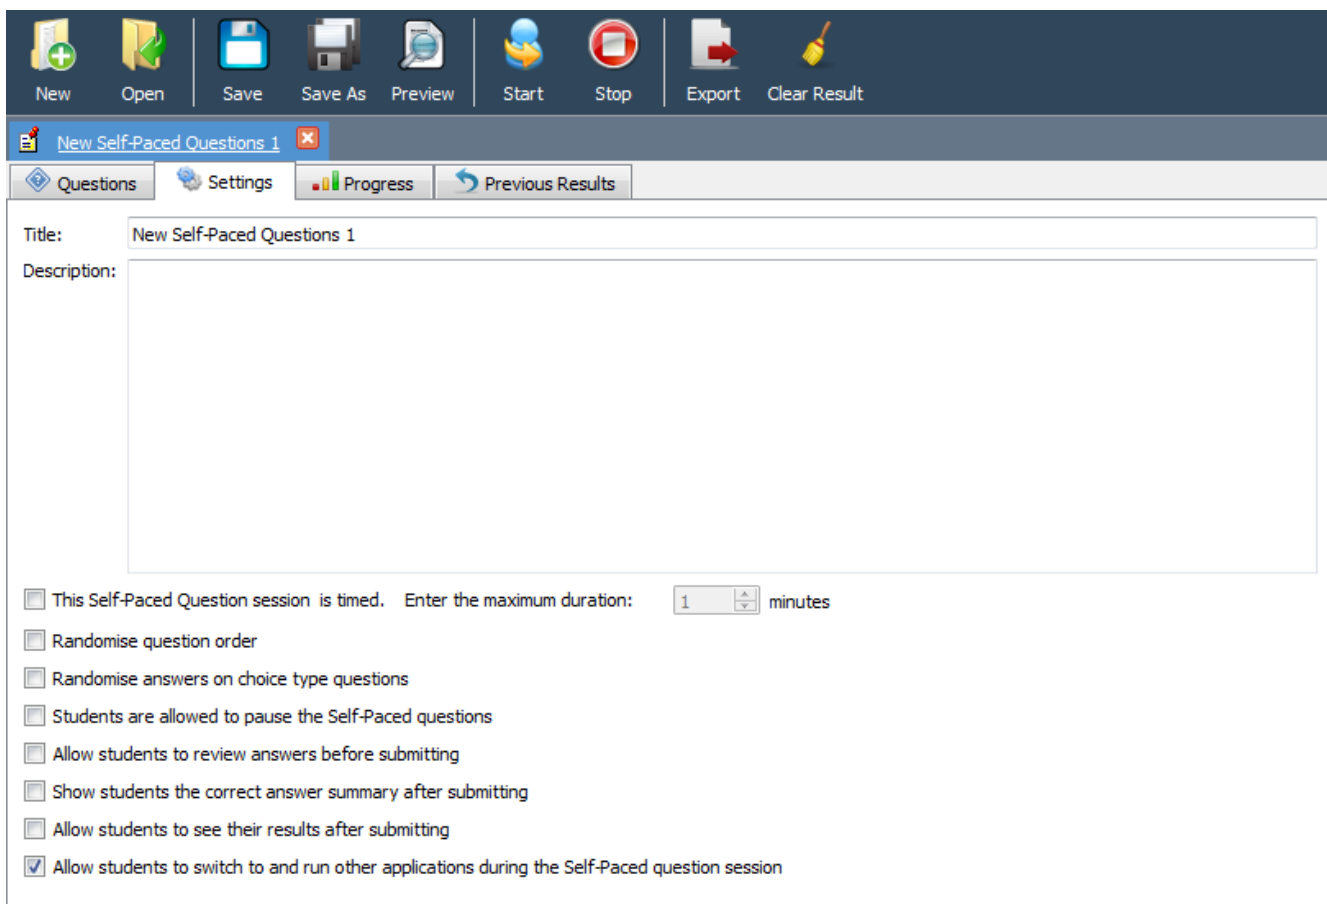 New Open Save Save As Preview Start Stop Export Clear Result
New Self-Paced Questions 1
Questions Settings Progress Previous Results
Title: New Self-Paced Questions 1
Description:
This Self-Paced Question session is timed. Enter the maximum duration: 1 minutes
Randomise question order
Randomise answers on choice type questions
Students are allowed to pause the Self-Paced questions
Allow students to review answers before submitting
Show students the correct answer summary after submitting
Allow students to see their results after submitting
Allow students to switch to and run other applications during the Self-Paced question session